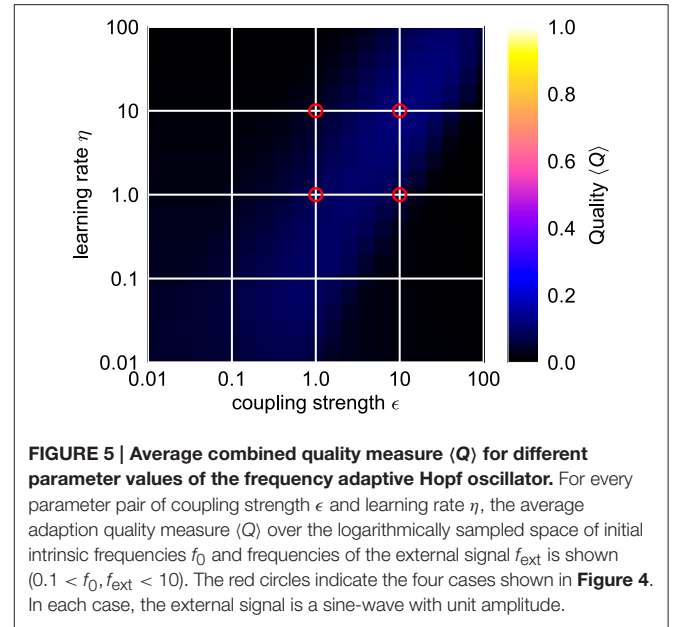 100
10
1.0
0.1
0.01
learning rate η
0.01 0.1 1.0 10 100
coupling strength ϵ
1.0
0.8
0.6
0.4
0.2
0.0
Quality ⟨Q⟩
FIGURE 5 | Average combined quality measure ⟨Q⟩ for different
parameter values of the frequency adaptive Hopf oscillator. For every
parameter pair of coupling strength ϵ and learning rate η, the average
adaption quality measure ⟨Q⟩ over the logarithmically sampled space of initial
intrinsic frequencies f0 and frequencies of the external signal fext is shown
(0.1 < f0, fext < 10). The red circles indicate the four cases shown in Figure 4.
In each case, the external signal is a sine-wave with unit amplitude.